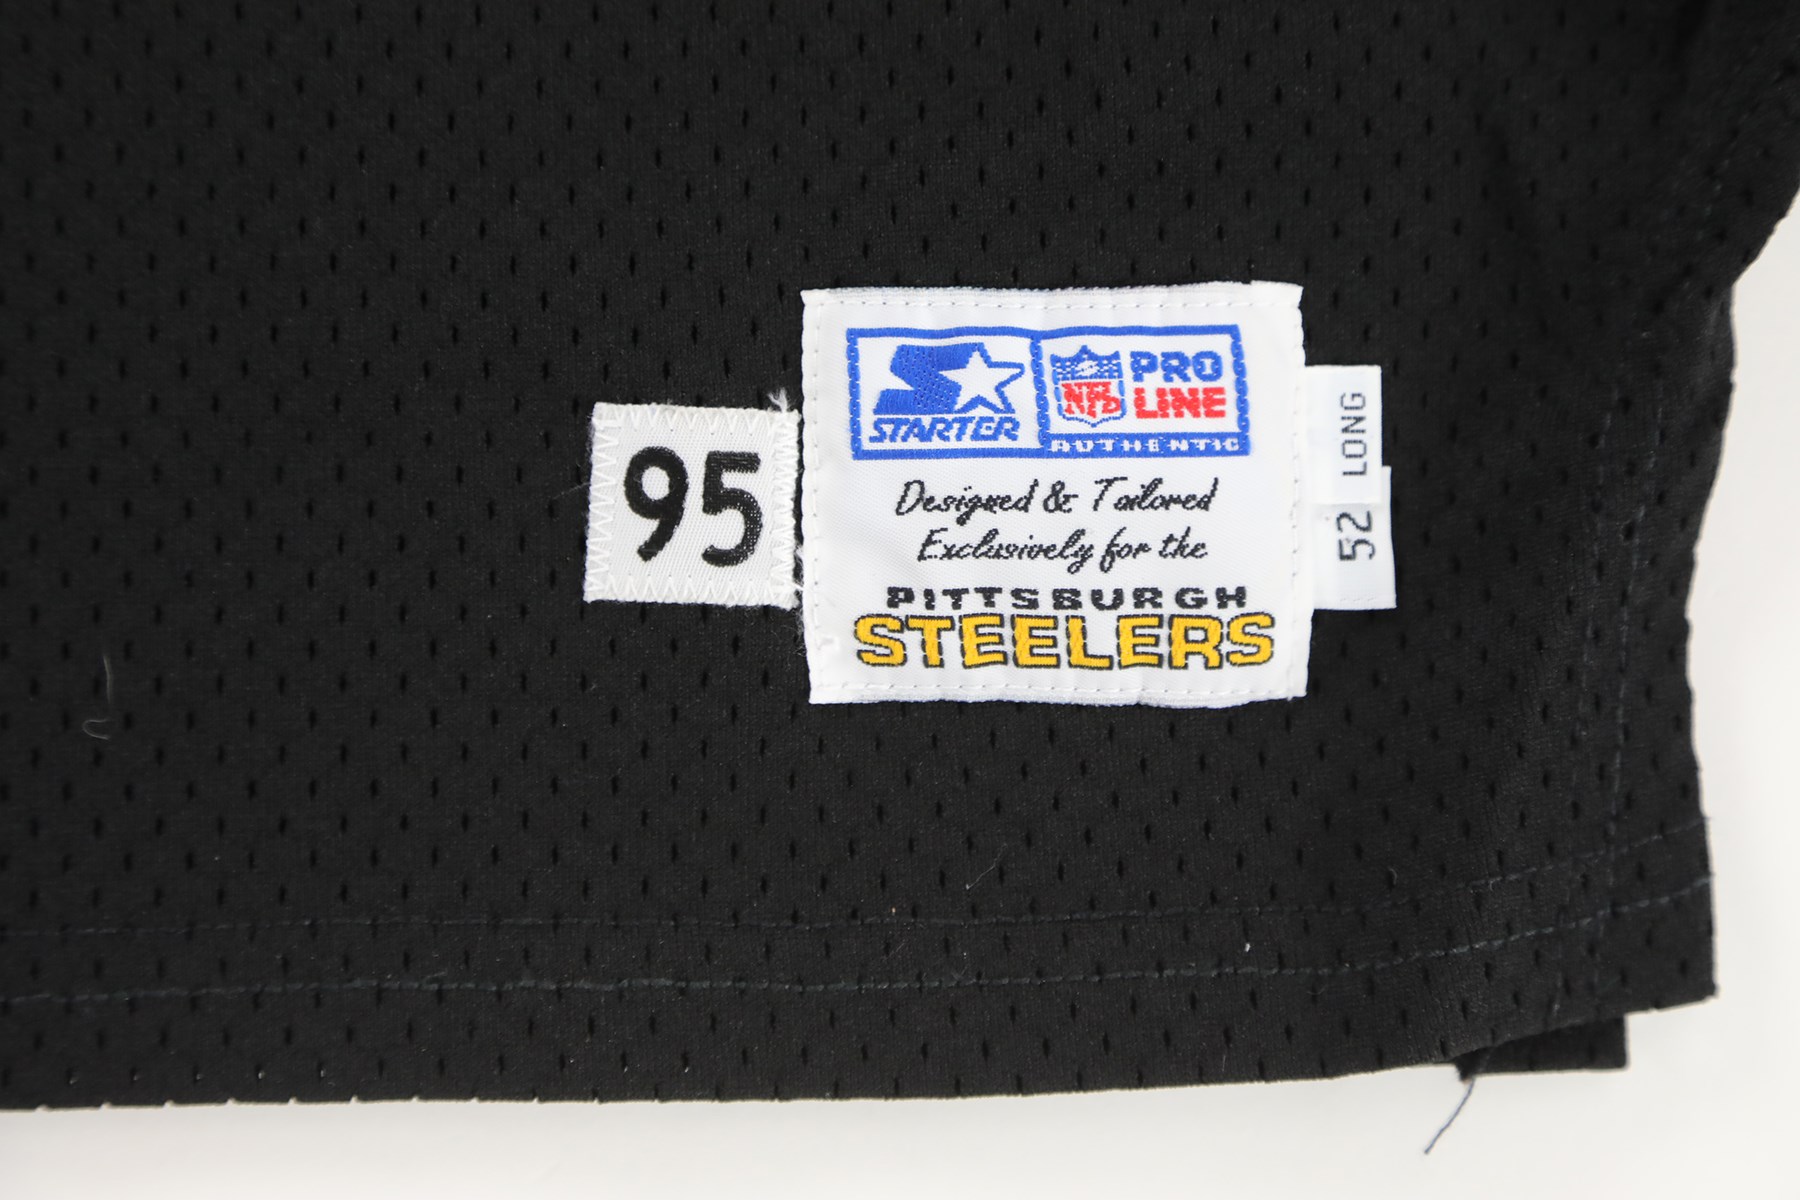 95
STARTER
NFL
PRO
LINE
AUTHENTIC
Designed & Tailored
Exclusively for the
PITTSBURGH
STEELERS
52 LONG